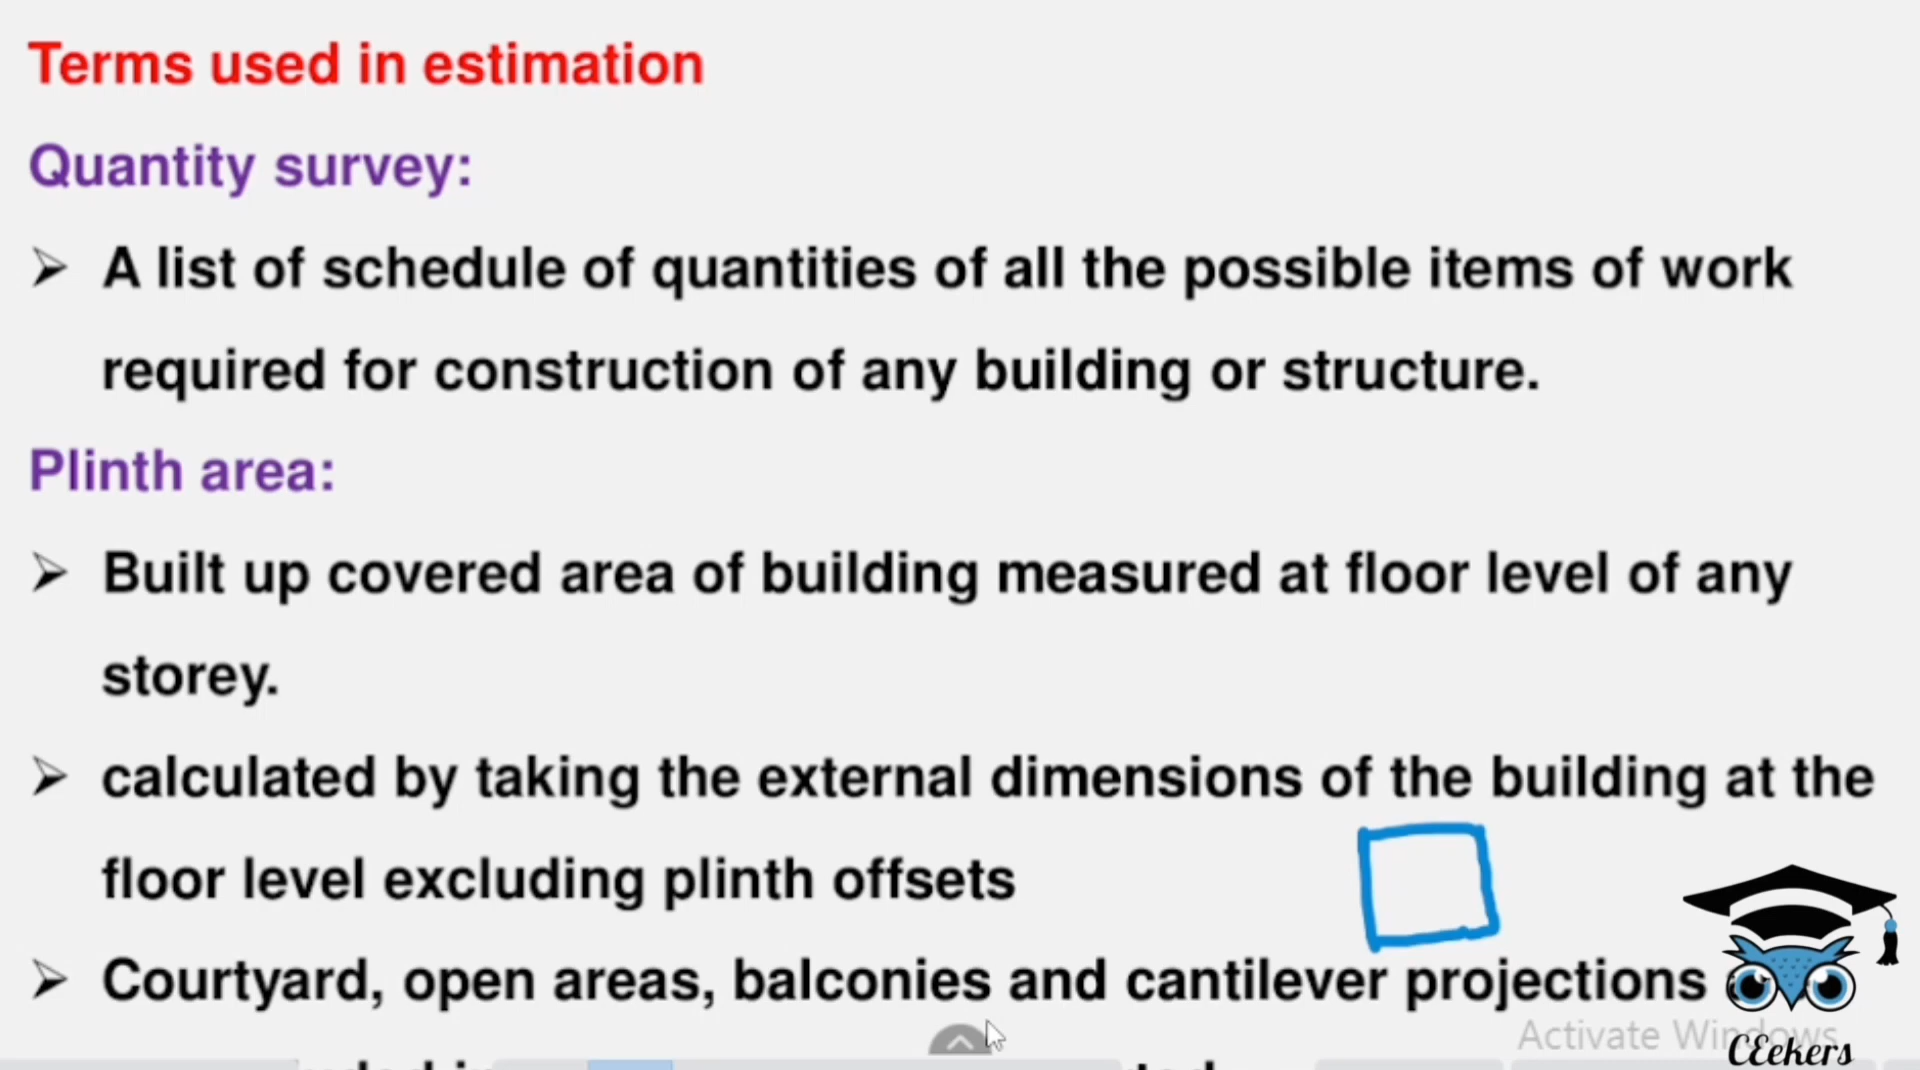 Terms used in estimation
Quantity survey:
➢ A list of schedule of quantities of all the possible items of work
required for construction of any building or structure.
Plinth area:
➢ Built up covered area of building measured at floor level of any
storey.
➢ calculated by taking the external dimensions of the building at the
floor level excluding plinth offsets
➢ Courtyard, open areas, balconies and cantilever projections
Activate Windows
CEekers